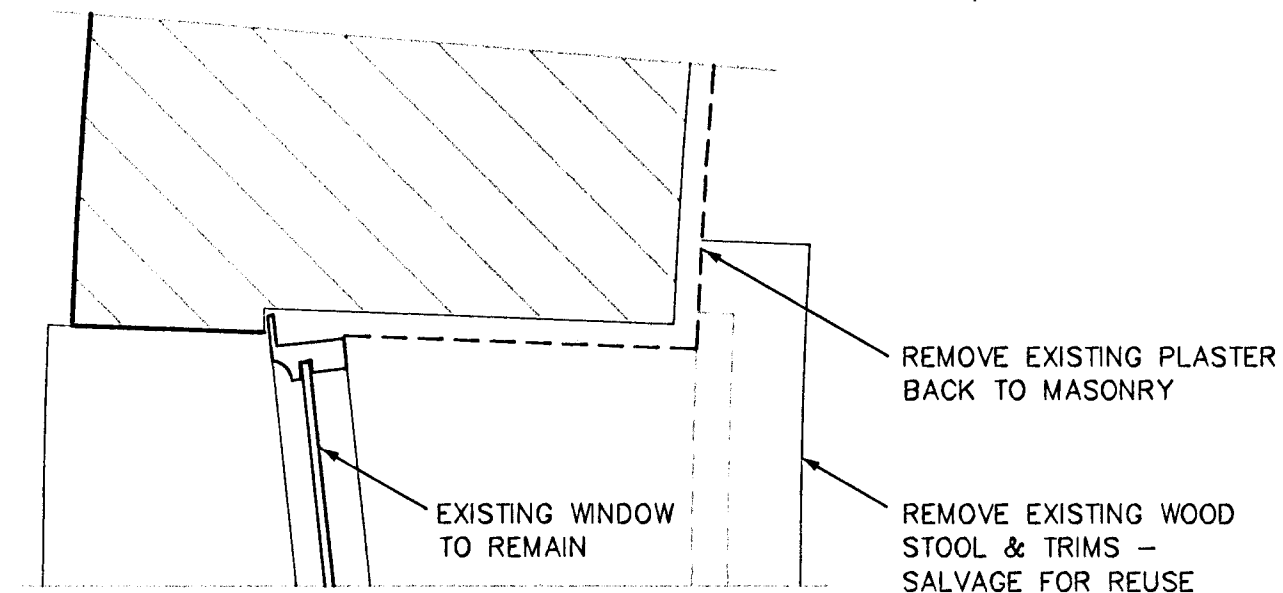 REMOVE EXISTING PLASTER
BACK TO MASONRY
EXISTING WINDOW
TO REMAIN
REMOVE EXISTING WOOD
STOOL & TRIMS –
SALVAGE FOR REUSE